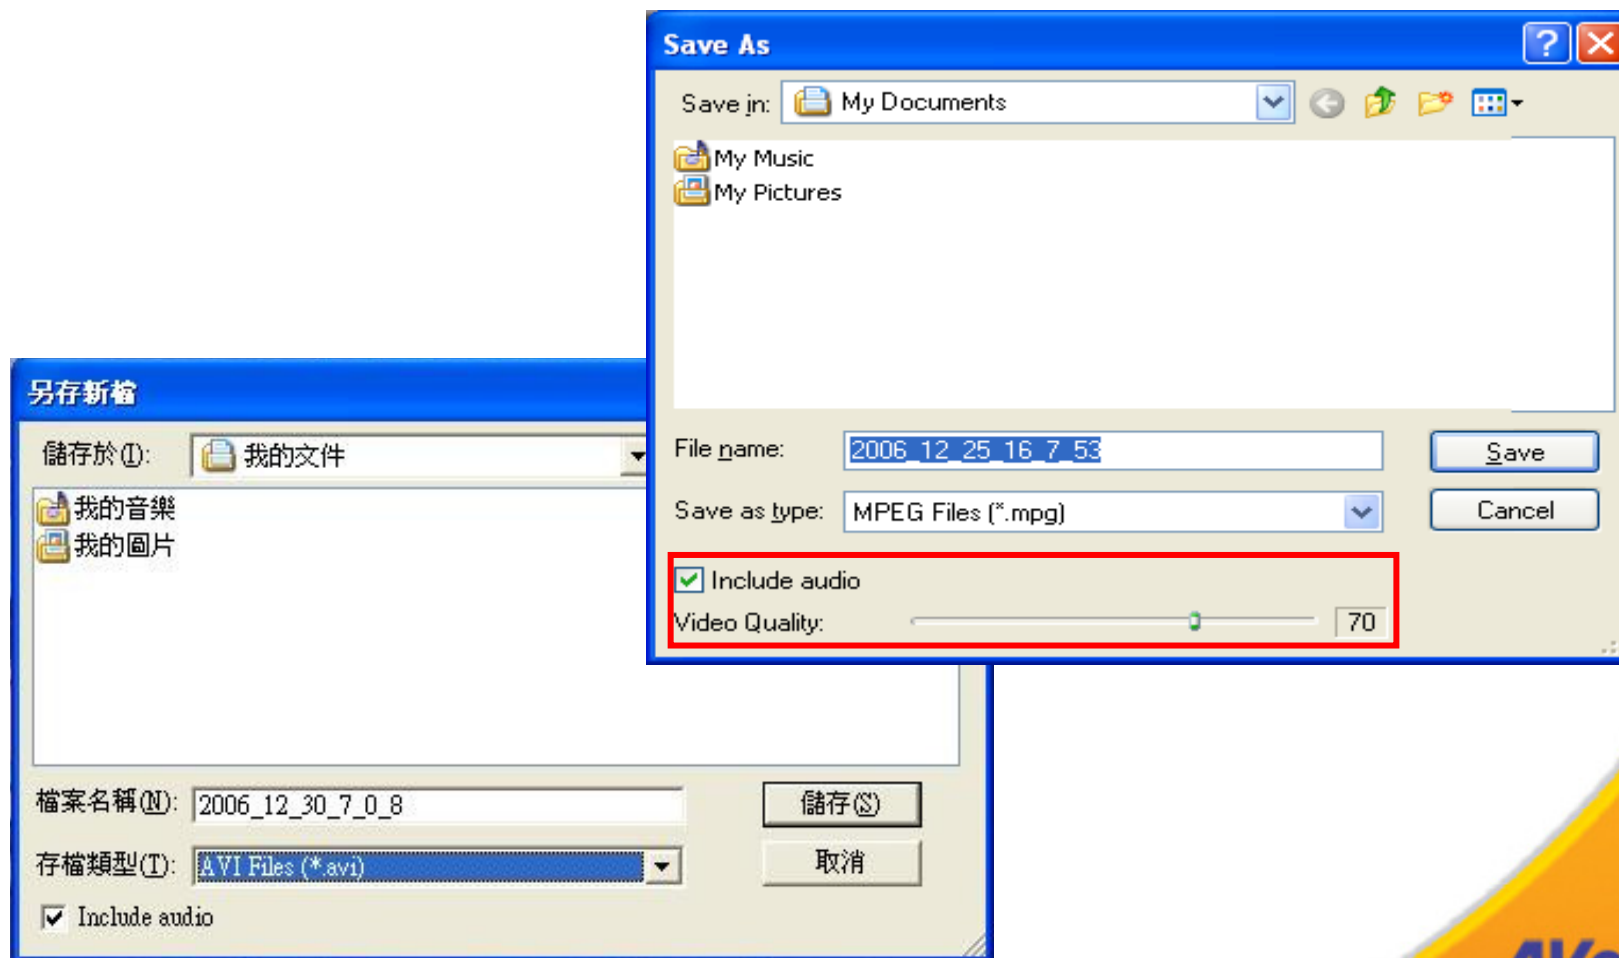 Save As
Save in: My Documents
My Music
My Pictures
File name: 2006_12_25_16_7_53 Save
Save as type: MPEG Files (*.mpg) Cancel
Include audio
Video Quality: 70
另存新檔
儲存於(I): 我的文件
我的音樂
我的圖片
檔案名稱(N): 2006_12_30_7_0_8 儲存(S)
存檔類型(T): AVI Files (*.avi) 取消
Include audio